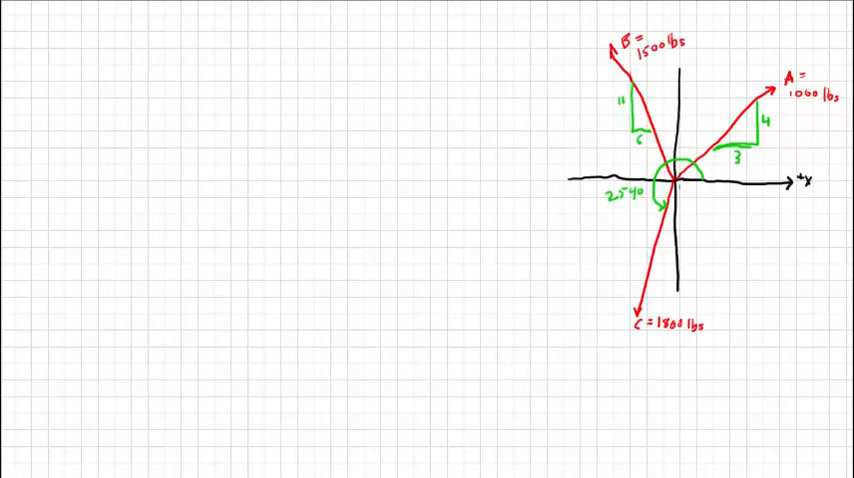 B =
1500 lbs
A =
1000 lbs
11
6
4
3
+x
254°
C = 1800 lbs